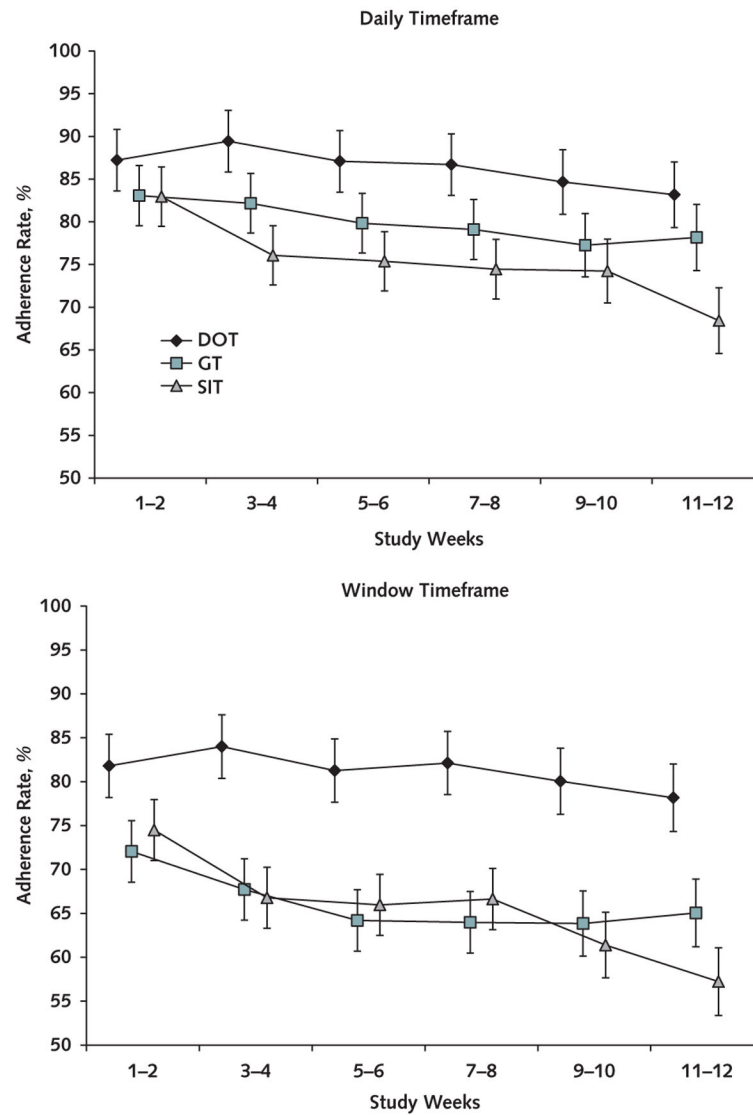 Daily Timeframe
100
95
90
85
80
75
70
65
60
55
50
Adherence Rate, %
DOT
GT
SIT
1–2 3–4 5–6 7–8 9–10 11–12
Study Weeks
Window Timeframe
100
95
90
85
80
75
70
65
60
55
50
Adherence Rate, %
1–2 3–4 5–6 7–8 9–10 11–12
Study Weeks